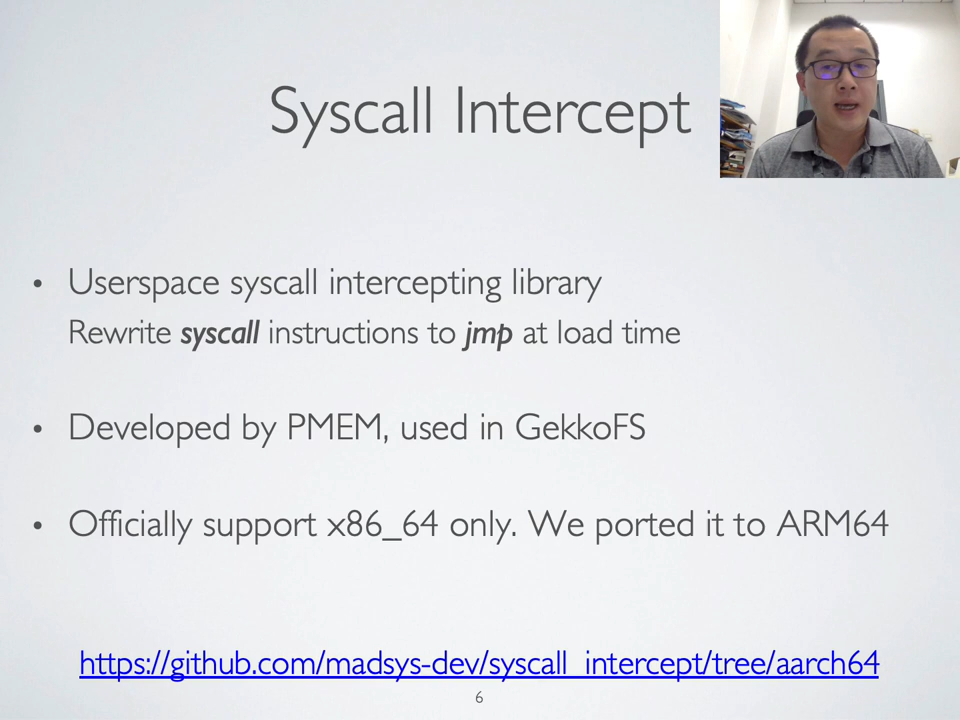 Syscall Intercept
• Userspace syscall intercepting library
Rewrite syscall instructions to jmp at load time
• Developed by PMEM, used in GekkoFS
• Officially support x86_64 only. We ported it to ARM64
https://github.com/madsys-dev/syscall_intercept/tree/aarch64
6